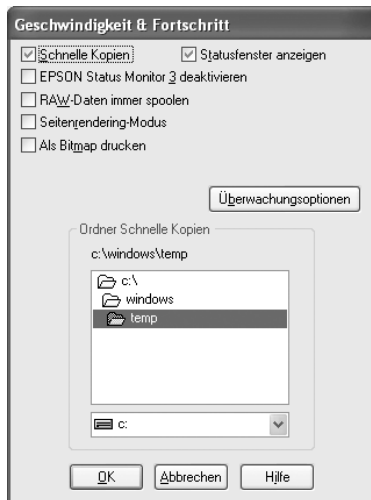 Geschwindigkeit & Fortschritt
Schnelle Kopien Statusfenster anzeigen
EPSON Status Monitor 3 deaktivieren
RAW-Daten immer spoolen
Seitenrendering-Modus
Als Bitmap drucken
Überwachungsoptionen
Ordner Schnelle Kopien
c:\windows\temp
c:\
windows
temp
c:
OK Abbrechen Hilfe